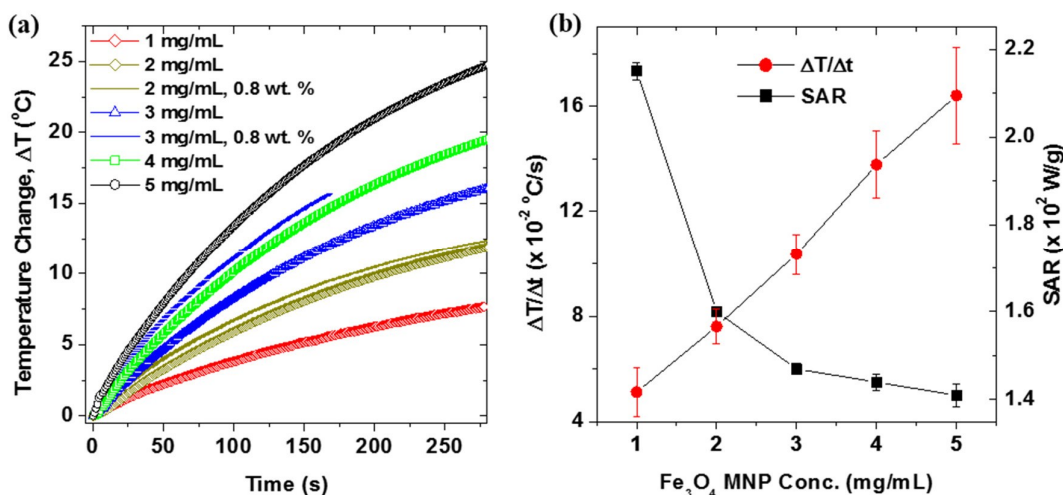 (a)
1 mg/mL
2 mg/mL
2 mg/mL, 0.8 wt. %
3 mg/mL
3 mg/mL, 0.8 wt. %
4 mg/mL
5 mg/mL
Temperature Change, ΔT (°C)
25
20
15
10
5
0
0 50 100 150 200 250
Time (s)
(b)
ΔT/Δt
SAR
ΔT/Δt (x 10⁻² °C/s)
16
12
8
4
SAR (x 10² W/g)
2.2
2.0
1.8
1.6
1.4
1 2 3 4 5
Fe₃O₄ MNP Conc. (mg/mL)